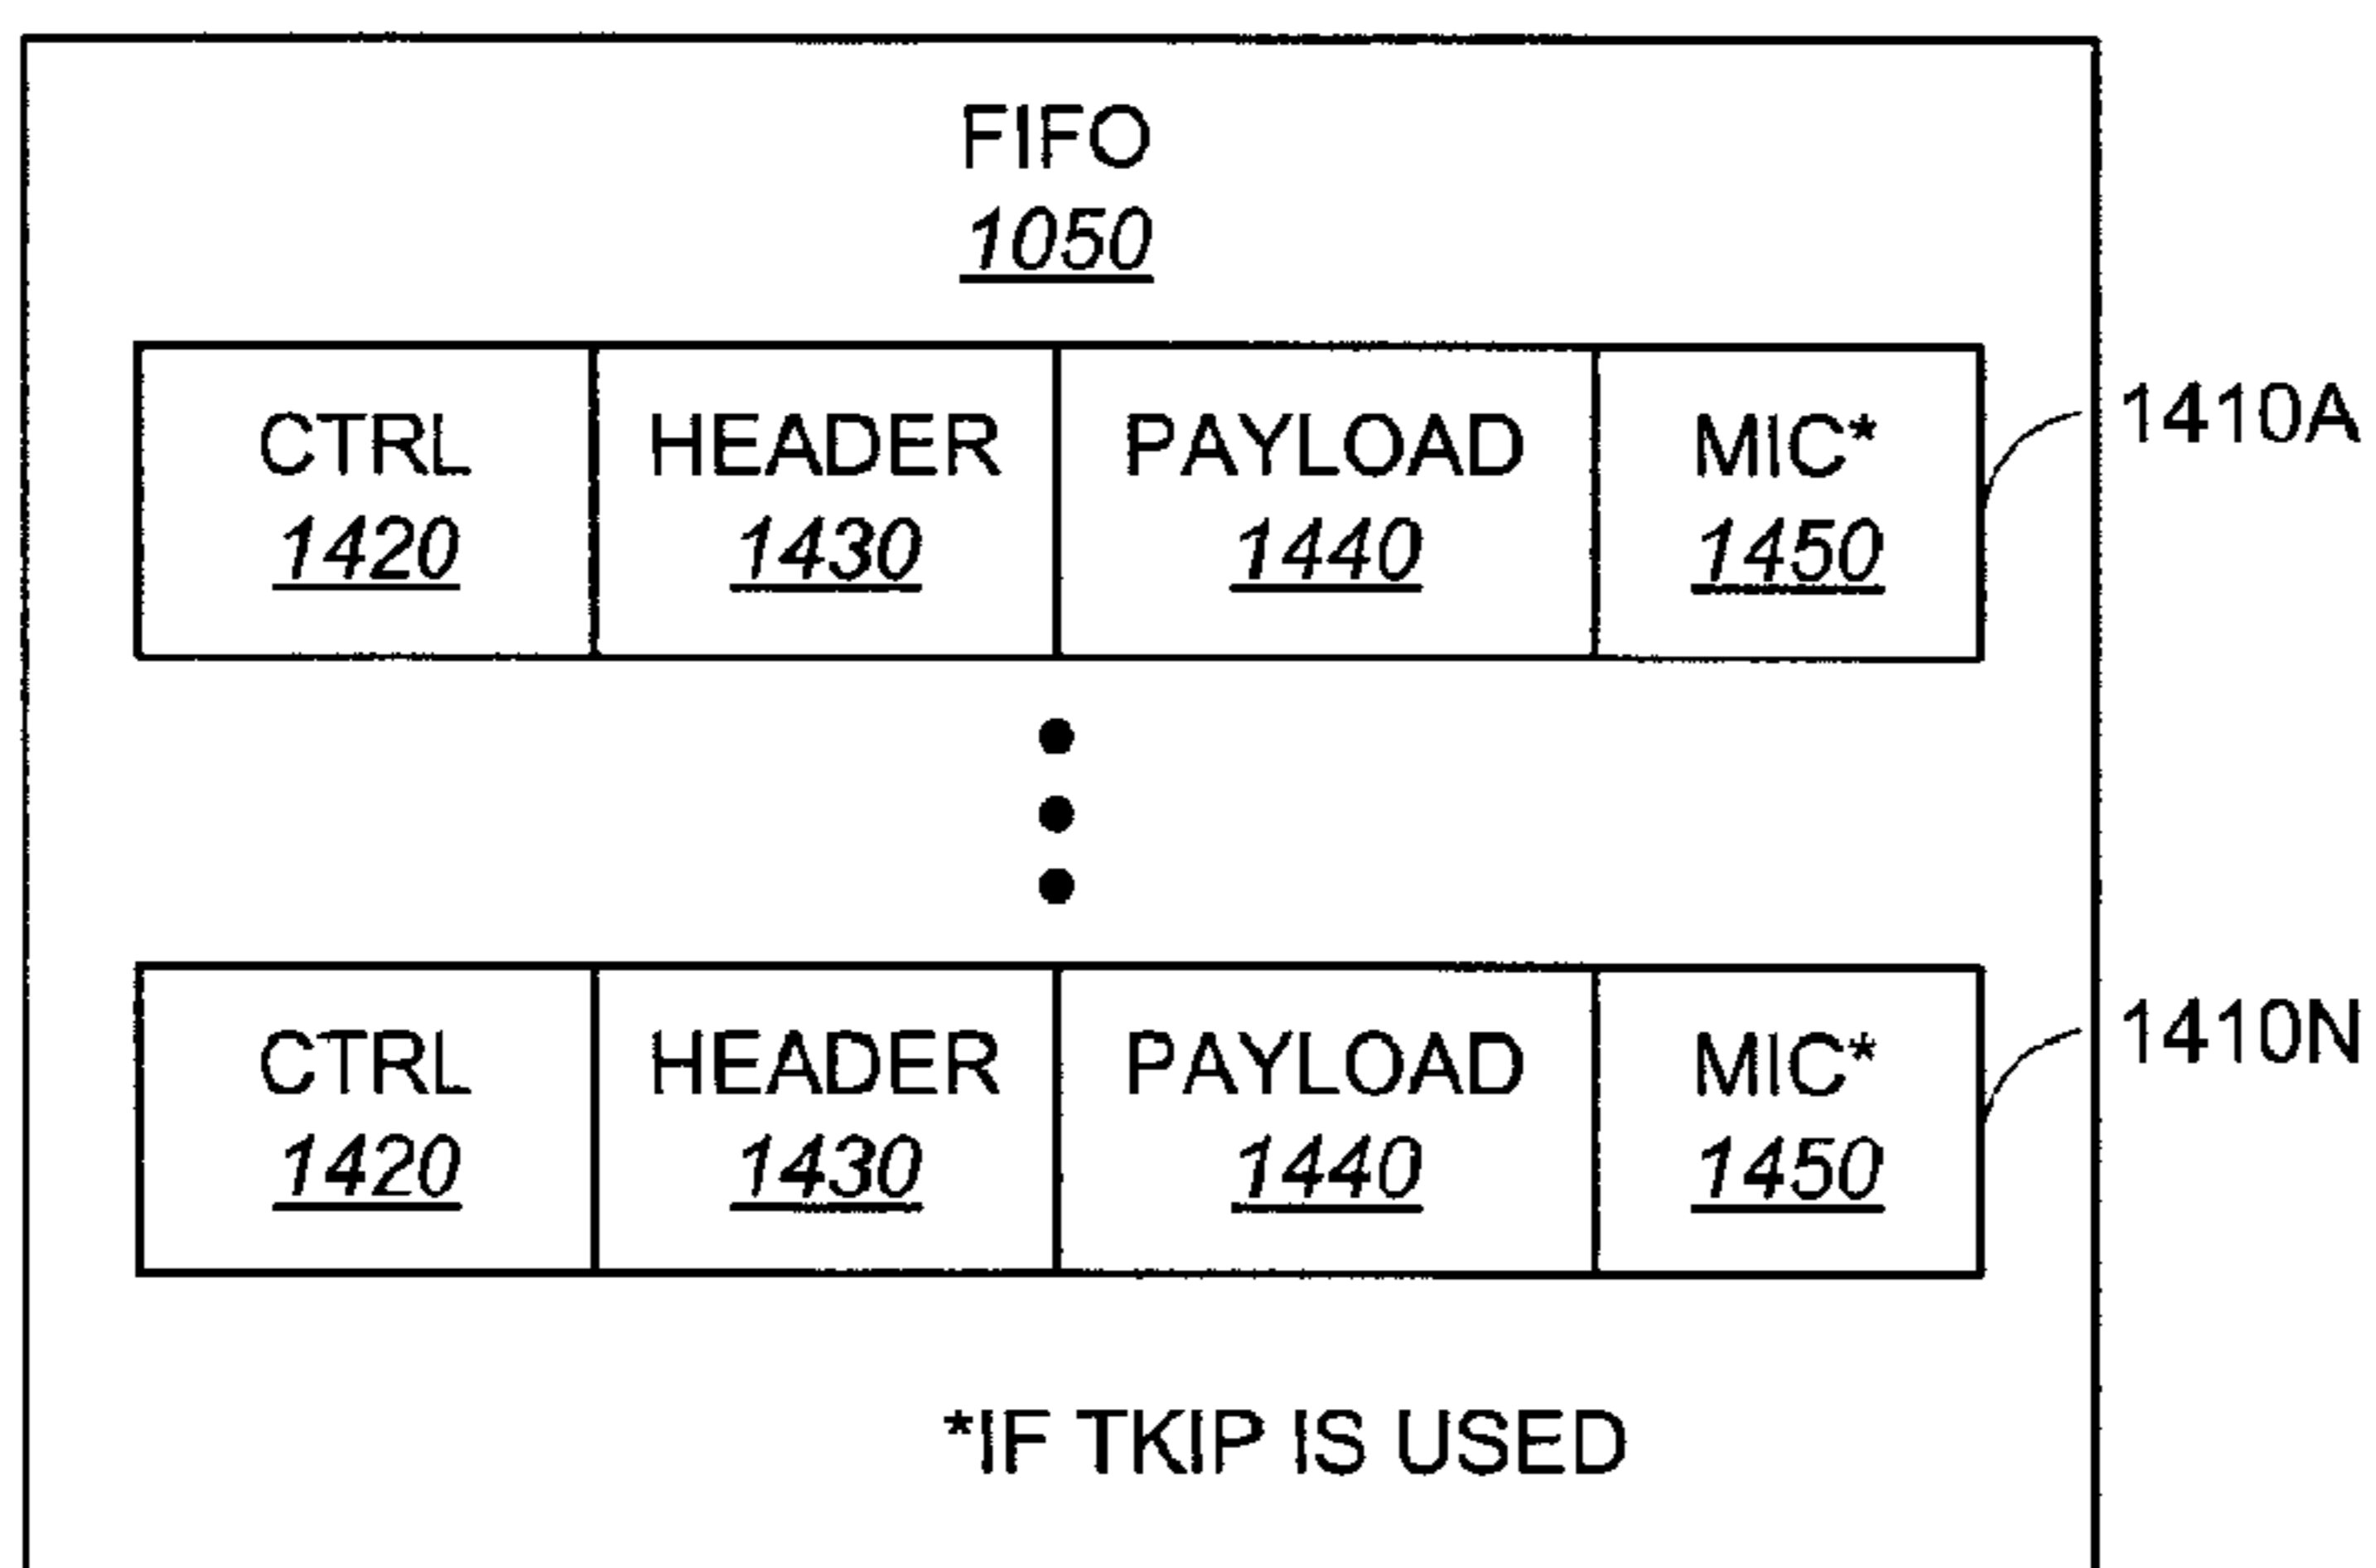 FIFO
1050
CTRL HEADER PAYLOAD MIC* 1410A
1420 1430 1440 1450
CTRL HEADER PAYLOAD MIC* 1410N
1420 1430 1440 1450
*IF TKIP IS USED